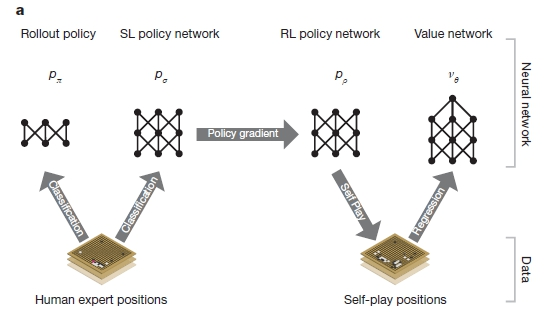 a
Rollout policy
SL policy network
RL policy network
Value network
pπ
pσ
pρ
νθ
Neural network
Policy gradient
Classification
Classification
Self Play
Regression
Data
Human expert positions
Self-play positions